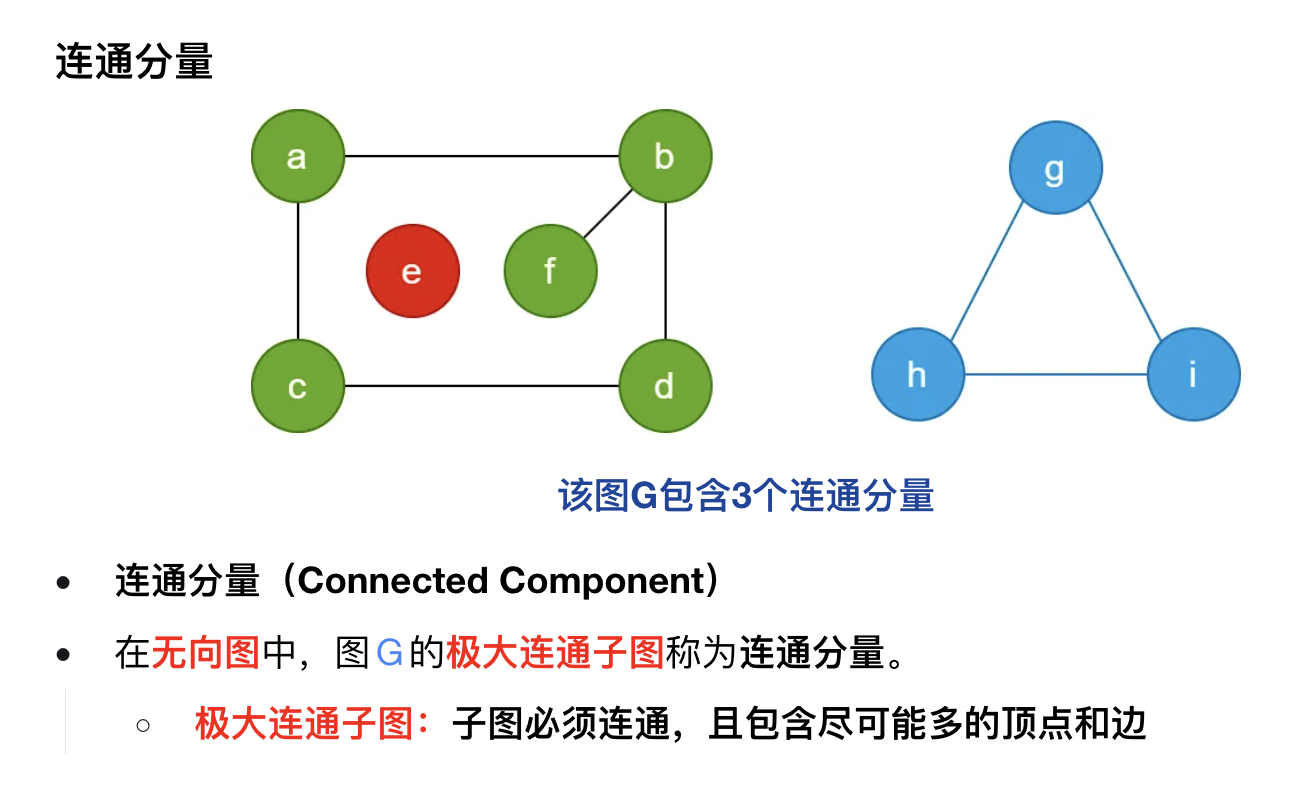 连通分量
a
b
g
e
f
h
i
c
d
该图G包含3个连通分量
连通分量（Connected Component）
在无向图中，图G的极大连通子图称为连通分量。
极大连通子图：子图必须连通，且包含尽可能多的顶点和边